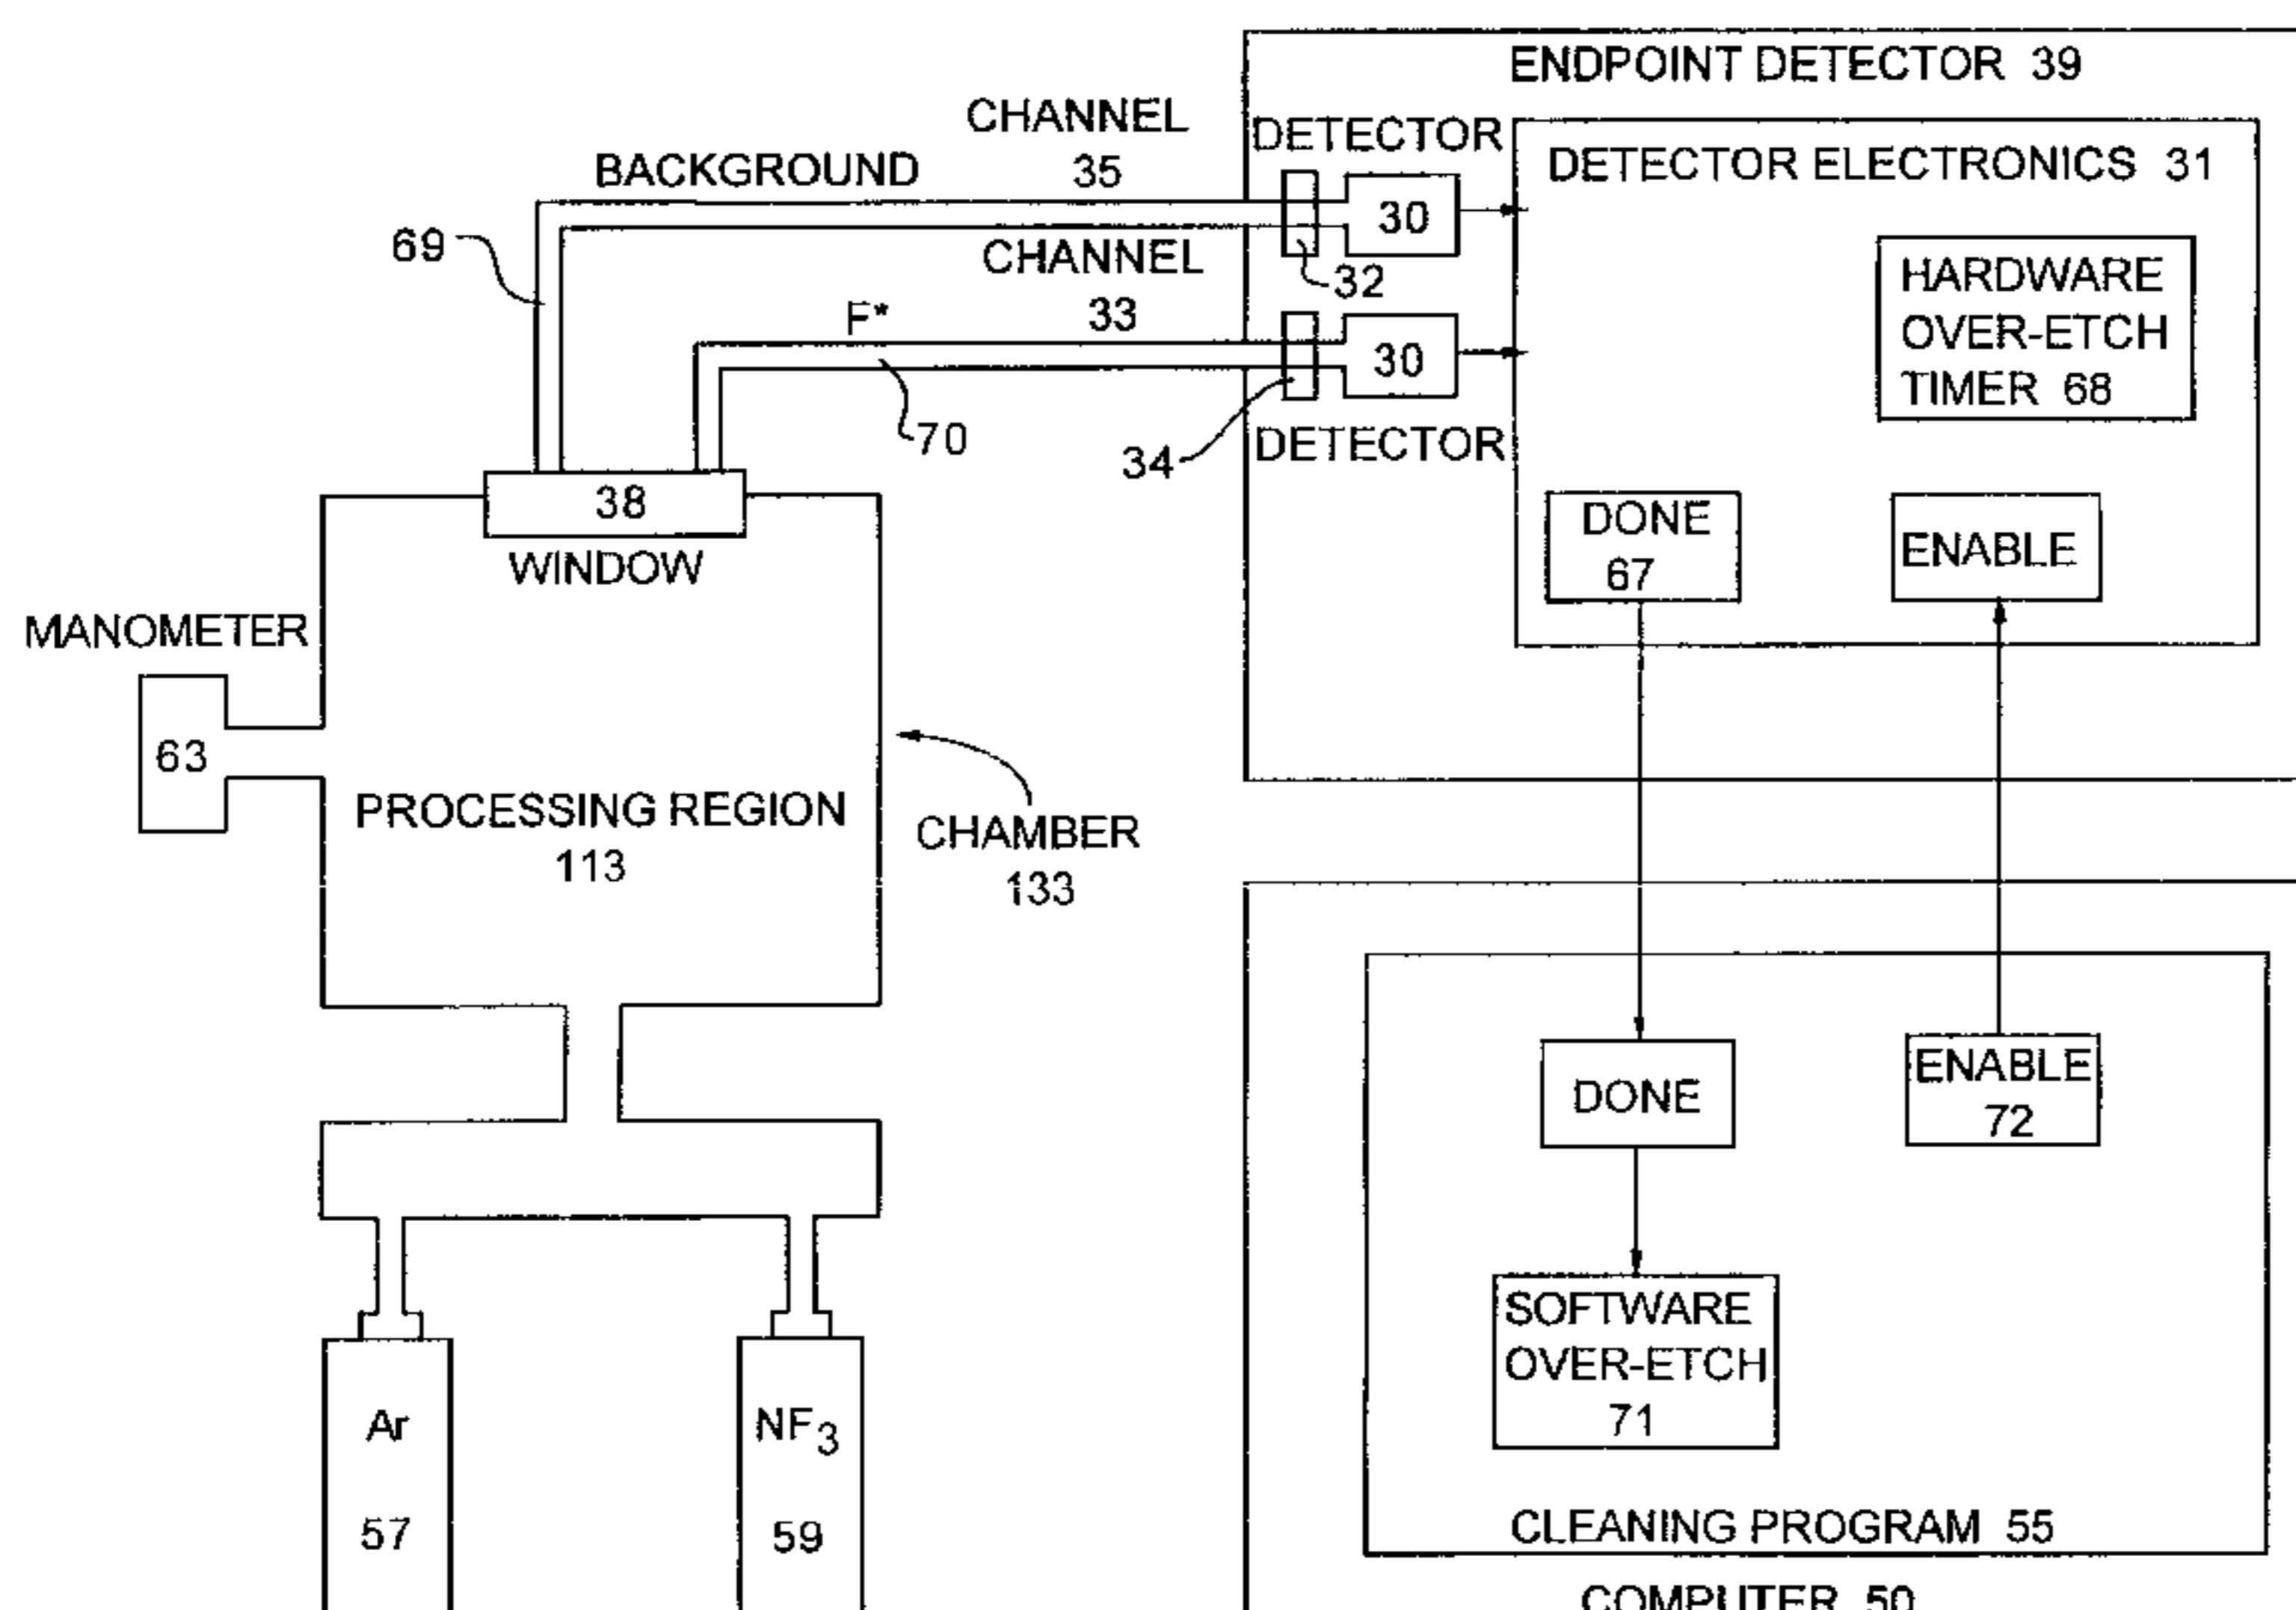 ENDPOINT DETECTOR 39
CHANNEL
35
DETECTOR
BACKGROUND
DETECTOR ELECTRONICS 31
30
69
CHANNEL
33
32
HARDWARE
OVER-ETCH
TIMER 68
F*
30
70
34
DETECTOR
38
WINDOW
DONE
67
ENABLE
MANOMETER
63
PROCESSING REGION
113
CHAMBER
133
DONE
ENABLE
72
SOFTWARE
OVER-ETCH
71
Ar
57
NF3
59
CLEANING PROGRAM 55
COMPUTER 50